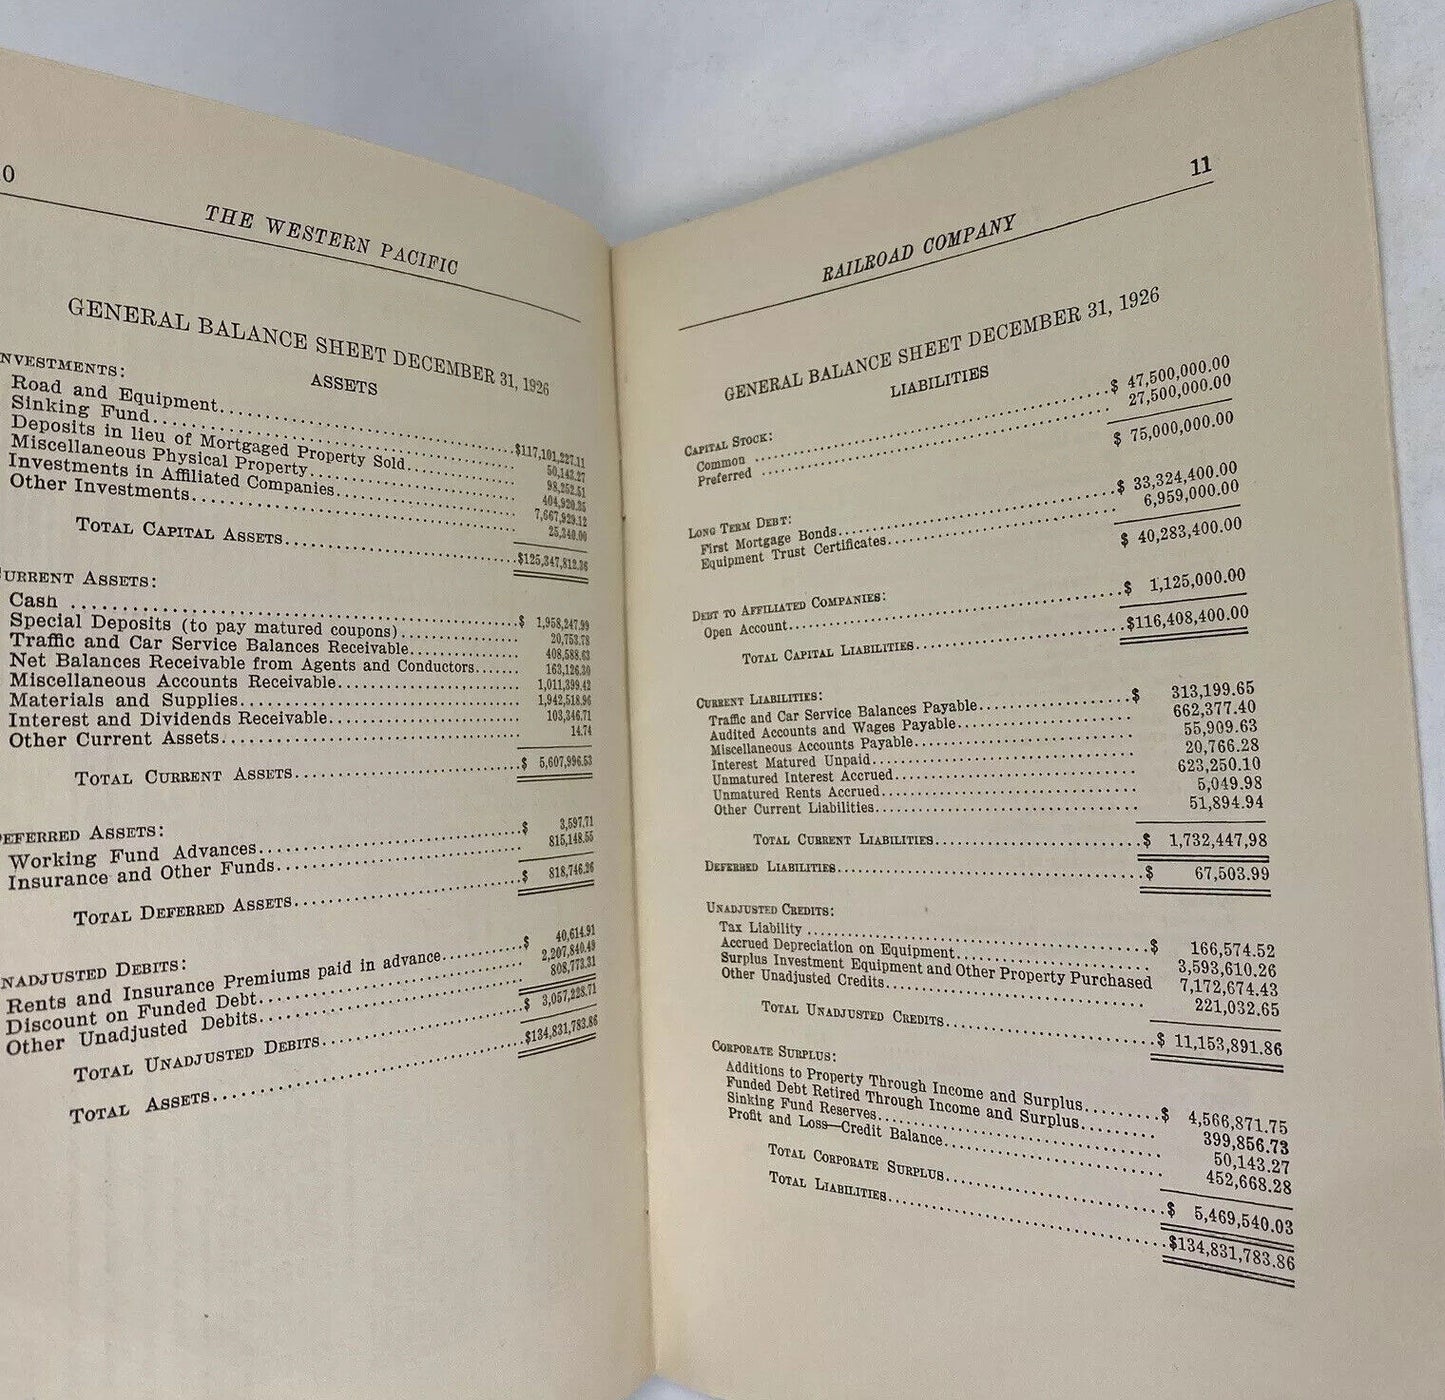 0
THE WESTERN PACIFIC
GENERAL BALANCE SHEET DECEMBER 31, 1926
ASSETS
NVESTMENTS:
Road and Equipment........$117,101,227.11
Sinking Fund........ 50,143.27
Deposits in lieu of Mortgaged Property Sold........ 98,252.51
Miscellaneous Physical Property........ 404,920.35
Investments in Affiliated Companies........ 7,667,929.12
Other Investments........ 25,340.00
TOTAL CAPITAL ASSETS........$125,347,812.36
URRENT ASSETS:
Cash ........$ 1,958,247.99
Special Deposits (to pay matured coupons)........ 20,753.78
Traffic and Car Service Balances Receivable........ 408,588.63
Net Balances Receivable from Agents and Conductors....... 163,126.30
Miscellaneous Accounts Receivable........ 1,011,399.42
Materials and Supplies........ 1,942,518.96
Interest and Dividends Receivable........ 103,346.71
Other Current Assets........ 14.74
TOTAL CURRENT ASSETS........$ 5,607,996.53
EFERRED ASSETS:
Working Fund Advances........$ 3,597.71
Insurance and Other Funds........ 815,148.55
TOTAL DEFERRED ASSETS........$ 818,746.26
NADJUSTED DEBITS:
Rents and Insurance Premiums paid in advance........$ 40,614.91
Discount on Funded Debt........ 2,207,840.49
Other Unadjusted Debits........ 808,773.31
TOTAL UNADJUSTED DEBITS........$ 3,057,228.71
TOTAL ASSETS........$134,831,783.86
11
RAILROAD COMPANY
GENERAL BALANCE SHEET DECEMBER 31, 1926
LIABILITIES
CAPITAL STOCK:
Common ........$ 47,500,000.00
Preferred ........ 27,500,000.00
$ 75,000,000.00
LONG TERM DEBT:
First Mortgage Bonds........$ 33,324,400.00
Equipment Trust Certificates........ 6,959,000.00
$ 40,283,400.00
DEBT TO AFFILIATED COMPANIES:
Open Account........$ 1,125,000.00
TOTAL CAPITAL LIABILITIES........$116,408,400.00
CURRENT LIABILITIES:
Traffic and Car Service Balances Payable........$ 313,199.65
Audited Accounts and Wages Payable........ 662,377.40
Miscellaneous Accounts Payable........ 55,909.63
Interest Matured Unpaid........ 20,766.28
Unmatured Interest Accrued........ 623,250.10
Unmatured Rents Accrued........ 5,049.98
Other Current Liabilities........ 51,894.94
TOTAL CURRENT LIABILITIES........$ 1,732,447.98
DEFERRED LIABILITIES........$ 67,503.99
UNADJUSTED CREDITS:
Tax Liability ........$ 166,574.52
Accrued Depreciation on Equipment........ 3,593,610.26
Surplus Investment Equipment and Other Property Purchased 7,172,674.43
Other Unadjusted Credits........ 221,032.65
TOTAL UNADJUSTED CREDITS........$ 11,153,891.86
CORPORATE SURPLUS:
Additions to Property Through Income and Surplus........$ 4,566,871.75
Funded Debt Retired Through Income and Surplus........ 399,856.73
Sinking Fund Reserves........ 50,143.27
Profit and Loss—Credit Balance........ 452,668.28
TOTAL CORPORATE SURPLUS........$ 5,469,540.03
TOTAL LIABILITIES........$134,831,783.86